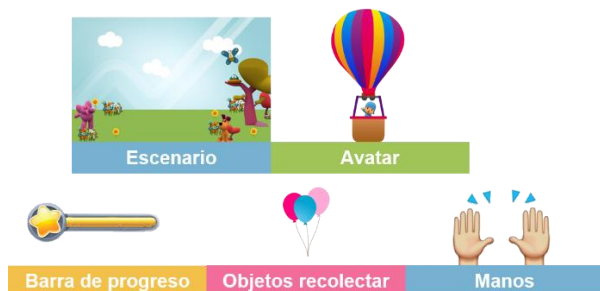 Escenario
Avatar
Barra de progreso
Objetos recolectar
Manos